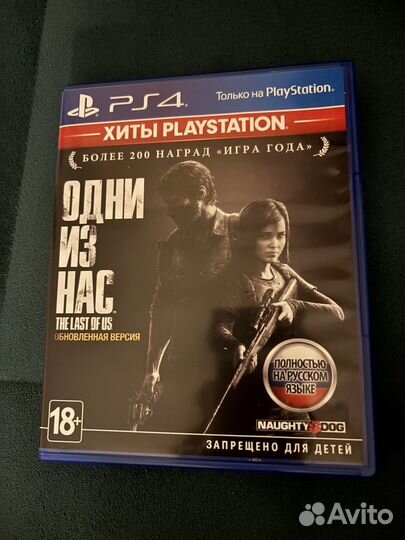 PS4
Только на PlayStation®
ХИТЫ PLAYSTATION®
БОЛЕЕ 200 НАГРАД «ИГРА ГОДА»
ОДНИ
ИЗ
НАС
THE LAST OF US
ОБНОВЛЕННАЯ ВЕРСИЯ
ПОЛНОСТЬЮ
НА РУССКОМ
ЯЗЫКЕ
18+
NAUGHTY DOG
ЗАПРЕЩЕНО ДЛЯ ДЕТЕЙ
Avito